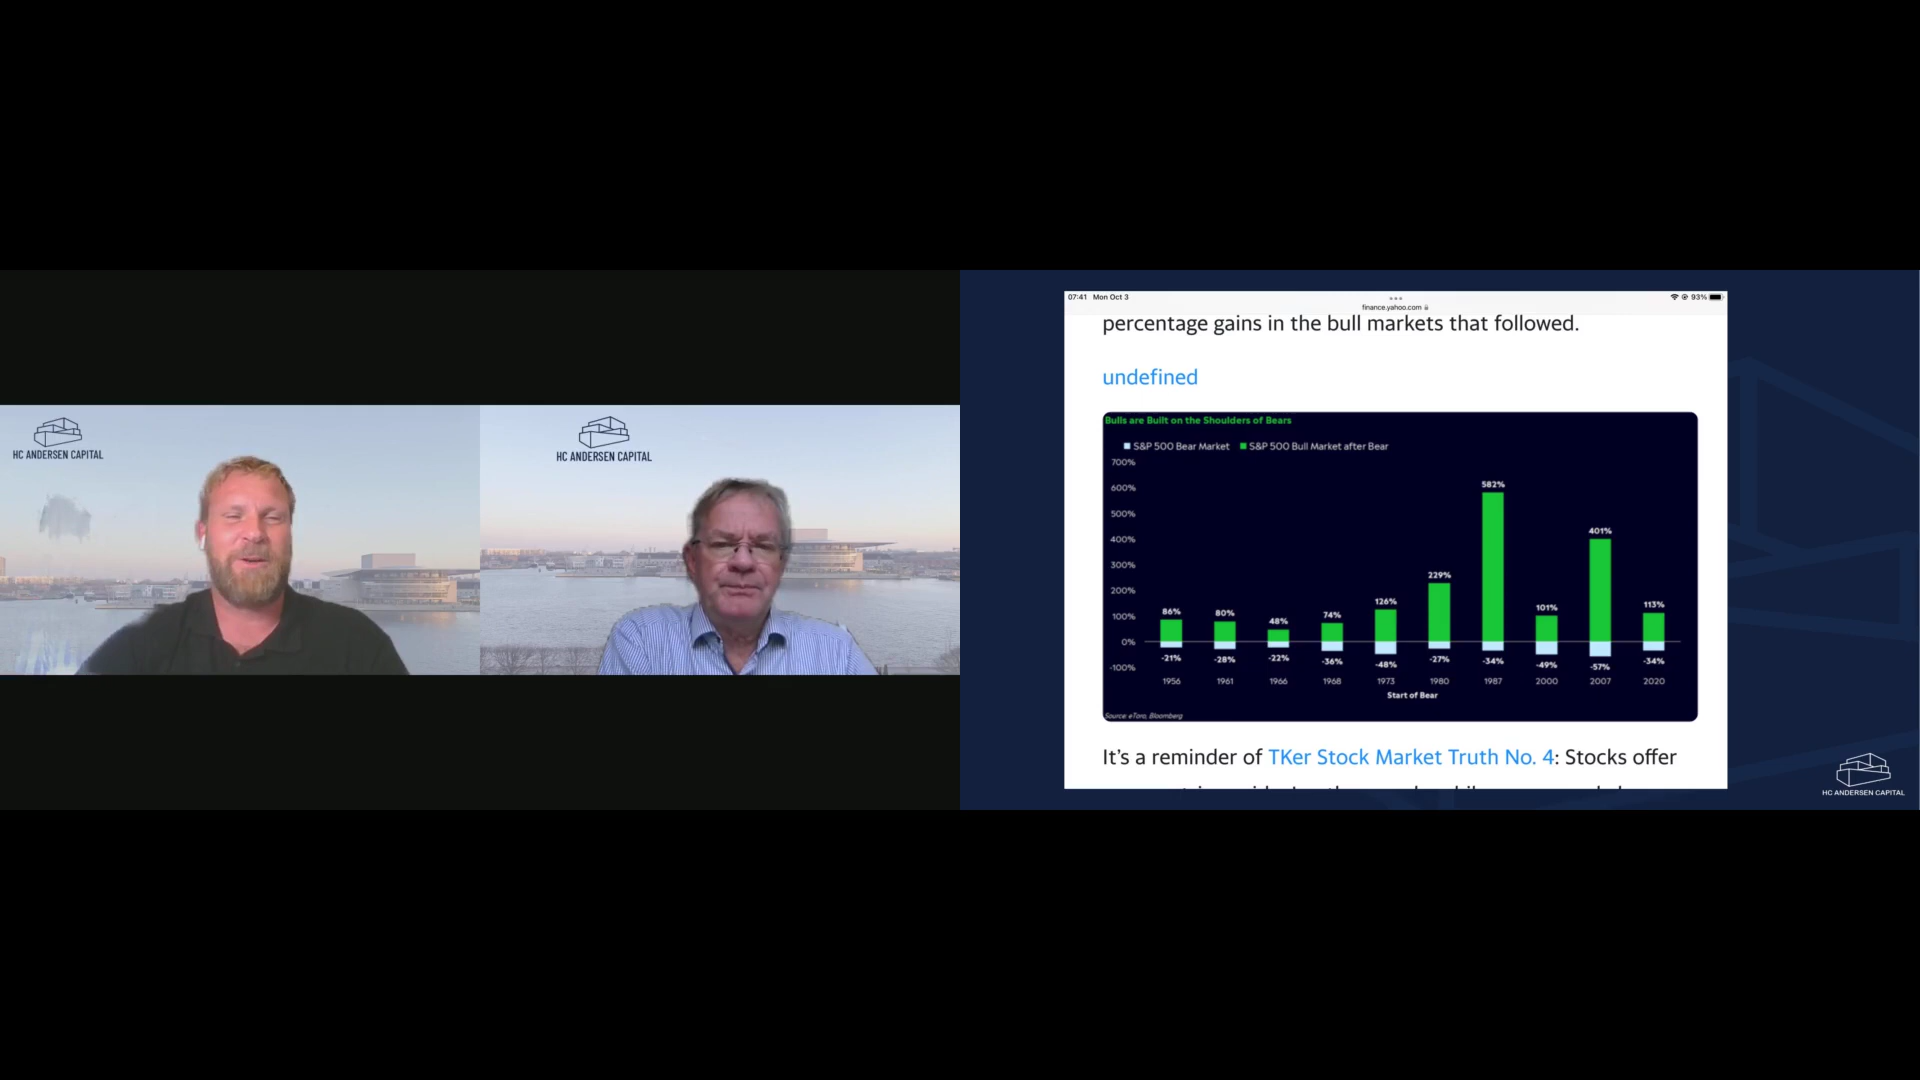 HC ANDERSEN CAPITAL
HC ANDERSEN CAPITAL
07:41 Mon Oct 3
93%
finance.yahoo.com
percentage gains in the bull markets that followed.
undefined
Bulls are Built on the Shoulders of Bears
S&P 500 Bear Market S&P 500 Bull Market after Bear
700%
600%
500%
400%
300%
200%
100%
0%
-100%
86% 80% 48% 74% 126% 229% 582% 101% 401% 113%
-21% -28% -22% -36% -48% -27% -34% -49% -57% -34%
1956 1961 1966 1968 1973 1980 1987 2000 2007 2020
Start of Bear
Source: eToro, Bloomberg
It's a reminder of TKer Stock Market Truth No. 4: Stocks offer
HC ANDERSEN CAPITAL